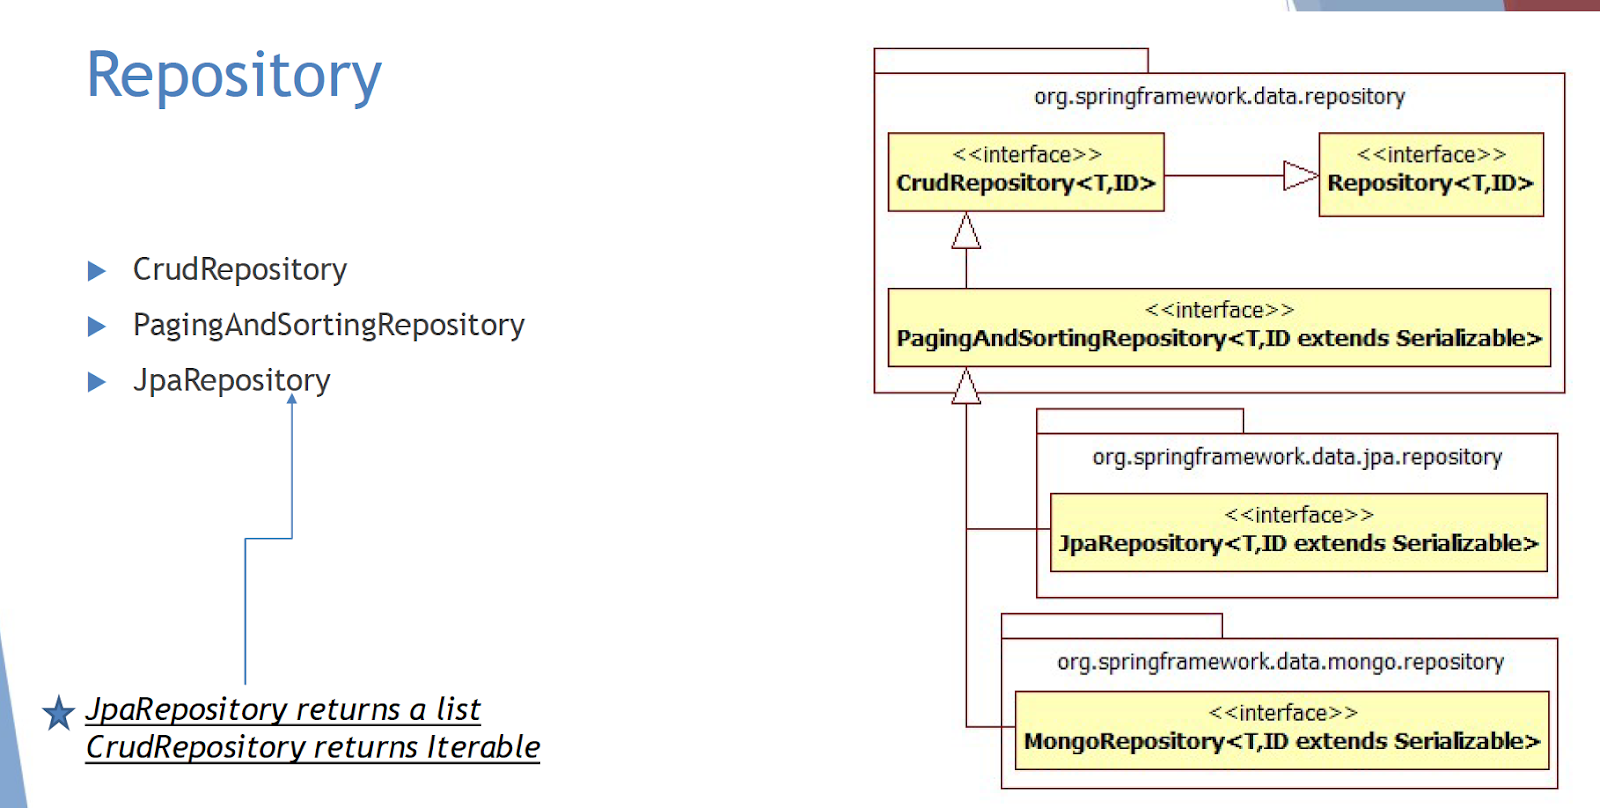 Repository
CrudRepository
PagingAndSortingRepository
JpaRepository
JpaRepository returns a list
CrudRepository returns Iterable
org.springframework.data.repository
<<interface>>
CrudRepository<T,ID>
<<interface>>
Repository<T,ID>
<<interface>>
PagingAndSortingRepository<T,ID extends Serializable>
org.springframework.data.jpa.repository
<<interface>>
JpaRepository<T,ID extends Serializable>
org.springframework.data.mongo.repository
<<interface>>
MongoRepository<T,ID extends Serializable>